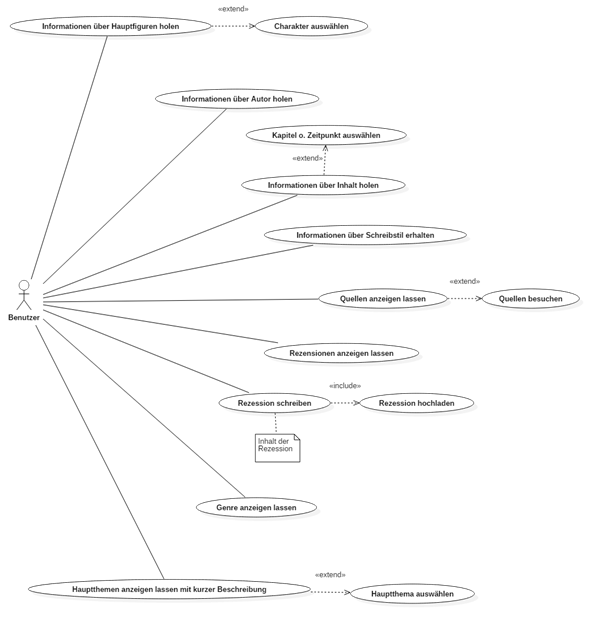 «extend»
Informationen über Hauptfiguren holen
Charakter auswählen
Informationen über Autor holen
Kapitel o. Zeitpunkt auswählen
«extend»
Informationen über Inhalt holen
Informationen über Schreibstil erhalten
«extend»
Quellen anzeigen lassen
Quellen besuchen
Benutzer
Rezensionen anzeigen lassen
«include»
Rezession schreiben
Rezession hochladen
Inhalt der
Rezession
Genre anzeigen lassen
«extend»
Hauptthemen anzeigen lassen mit kurzer Beschreibung
Hauptthema auswählen